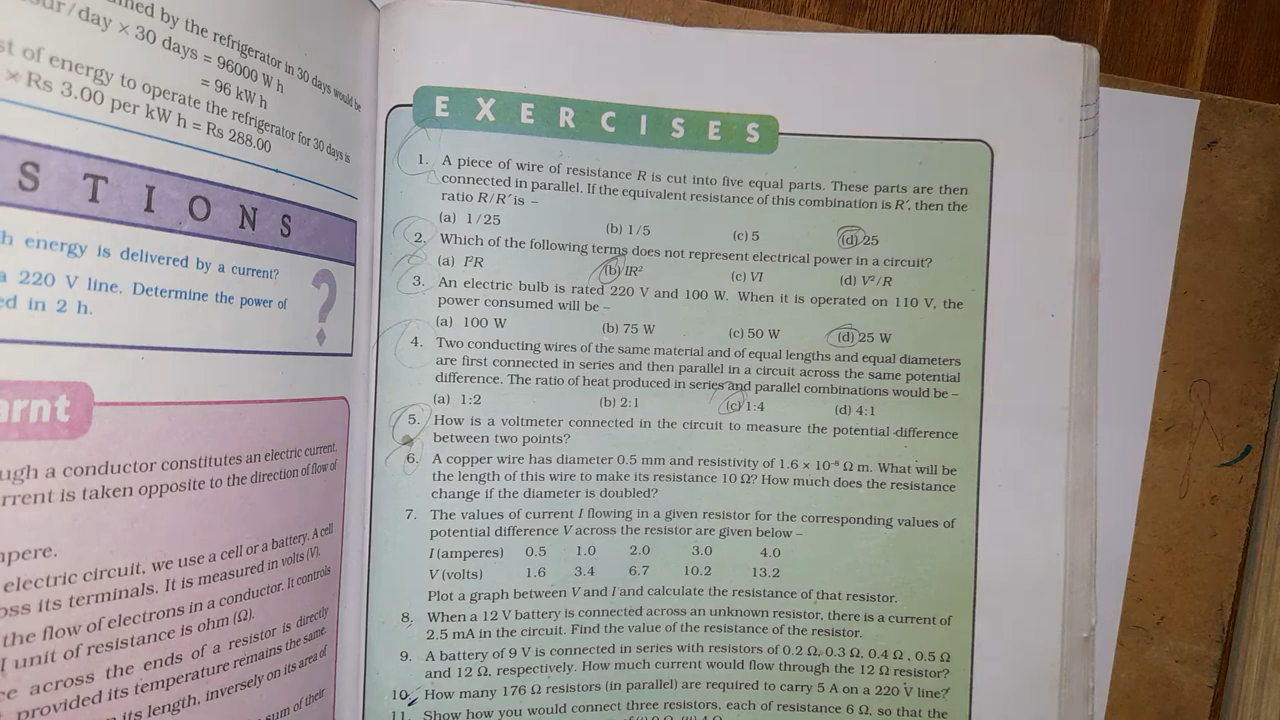 med by the refrigerator in 30 days would be
our/day × 30 days = 96000 W h
= 96 kW h
st of energy to operate the refrigerator for 30 days is
× Rs 3.00 per kW h = Rs 288.00
S T I O N S
h energy is delivered by a current?
a 220 V line. Determine the power of
ed in 2 h.
?
arnt
ugh a conductor constitutes an electric current.
rrent is taken opposite to the direction of flow of
mpere.
electric circuit, we use a cell or a battery. A cell
oss its terminals. It is measured in volts (V).
the flow of electrons in a conductor. It controls
I unit of resistance is ohm (Ω).
ce across the ends of a resistor is directly
provided its temperature remains the same.
its length, inversely on its area of
sum of their
EXERCISES
1. A piece of wire of resistance R is cut into five equal parts. These parts are then
connected in parallel. If the equivalent resistance of this combination is R′, then the
ratio R/R′ is –
(a) 1/25 (b) 1/5 (c) 5 (d) 25
2. Which of the following terms does not represent electrical power in a circuit?
(a) I²R (b) IR² (c) VI (d) V²/R
3. An electric bulb is rated 220 V and 100 W. When it is operated on 110 V, the
power consumed will be –
(a) 100 W (b) 75 W (c) 50 W (d) 25 W
4. Two conducting wires of the same material and of equal lengths and equal diameters
are first connected in series and then parallel in a circuit across the same potential
difference. The ratio of heat produced in series and parallel combinations would be –
(a) 1:2 (b) 2:1 (c) 1:4 (d) 4:1
5. How is a voltmeter connected in the circuit to measure the potential difference
between two points?
6. A copper wire has diameter 0.5 mm and resistivity of 1.6 × 10⁻⁸ Ω m. What will be
the length of this wire to make its resistance 10 Ω? How much does the resistance
change if the diameter is doubled?
7. The values of current I flowing in a given resistor for the corresponding values of
potential difference V across the resistor are given below –
I (amperes) 0.5 1.0 2.0 3.0 4.0
V (volts) 1.6 3.4 6.7 10.2 13.2
Plot a graph between V and I and calculate the resistance of that resistor.
8. When a 12 V battery is connected across an unknown resistor, there is a current of
2.5 mA in the circuit. Find the value of the resistance of the resistor.
9. A battery of 9 V is connected in series with resistors of 0.2 Ω, 0.3 Ω, 0.4 Ω , 0.5 Ω
and 12 Ω, respectively. How much current would flow through the 12 Ω resistor?
10. How many 176 Ω resistors (in parallel) are required to carry 5 A on a 220 V line?
11. Show how you would connect three resistors, each of resistance 6 Ω, so that the